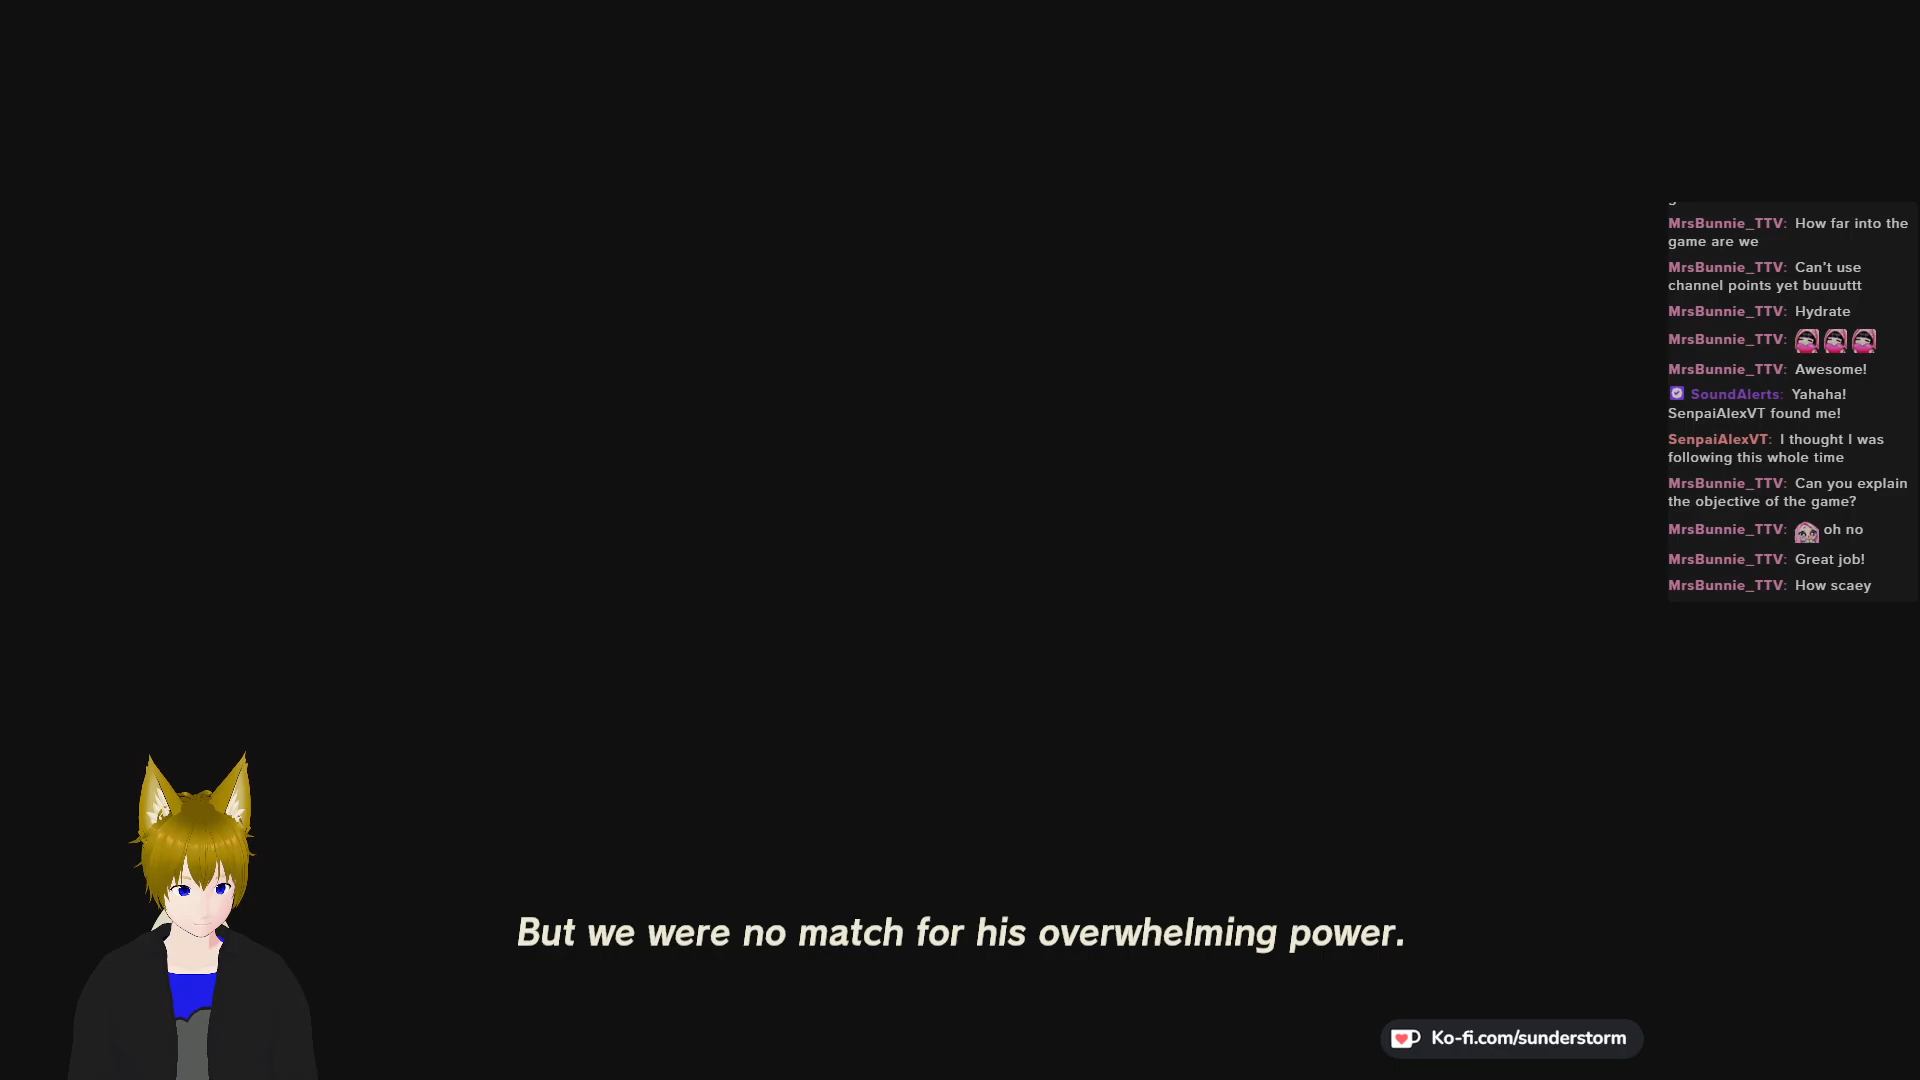 MrsBunnie_TTV: How far into the
game are we
MrsBunnie_TTV: Can't use
channel points yet buuuuttt
MrsBunnie_TTV: Hydrate
MrsBunnie_TTV:
MrsBunnie_TTV: Awesome!
SoundAlerts: Yahaha!
SenpaiAlexVT found me!
SenpaiAlexVT: I thought I was
following this whole time
MrsBunnie_TTV: Can you explain
the objective of the game?
MrsBunnie_TTV: oh no
MrsBunnie_TTV: Great job!
MrsBunnie_TTV: How scaey
But we were no match for his overwhelming power.
Ko-fi.com/sunderstorm